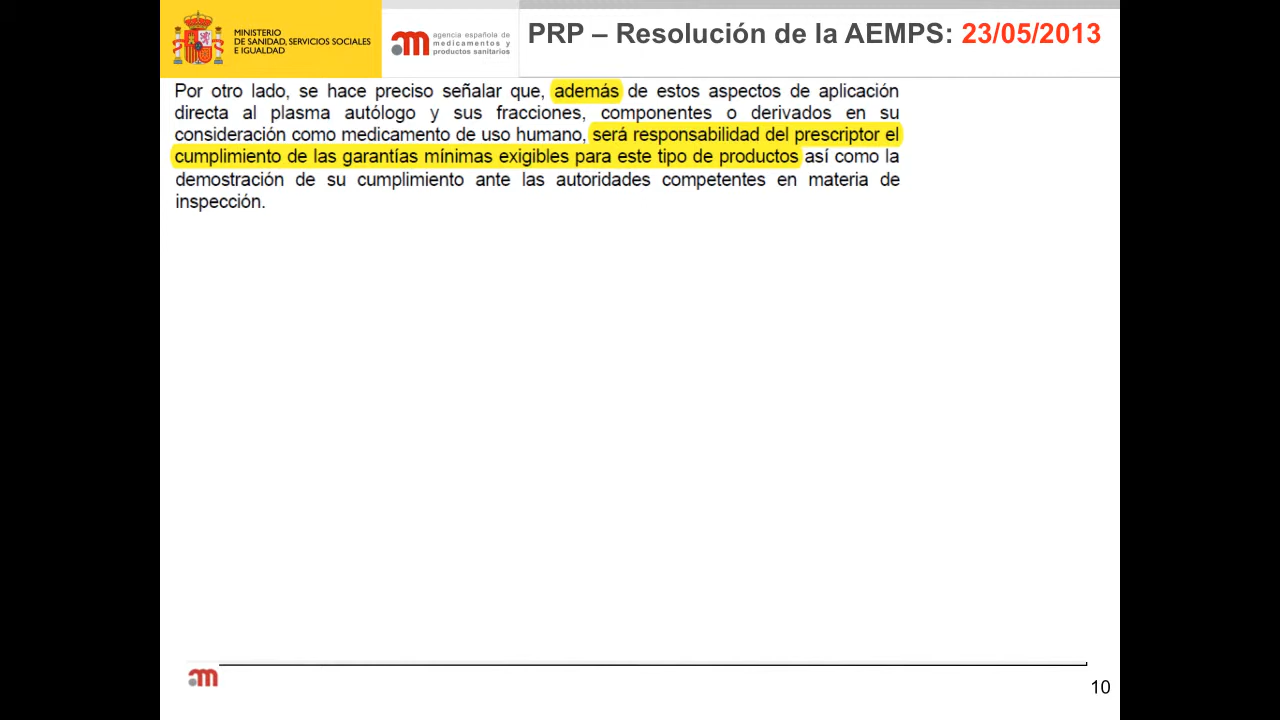 MINISTERIO
DE SANIDAD, SERVICIOS SOCIALES
E IGUALDAD
agencia española de
medicamentos y
productos sanitarios
PRP – Resolución de la AEMPS: 23/05/2013
Por otro lado, se hace preciso señalar que, además de estos aspectos de aplicación
directa al plasma autólogo y sus fracciones, componentes o derivados en su
consideración como medicamento de uso humano, será responsabilidad del prescriptor el
cumplimiento de las garantías mínimas exigibles para este tipo de productos así como la
demostración de su cumplimiento ante las autoridades competentes en materia de
inspección.
10